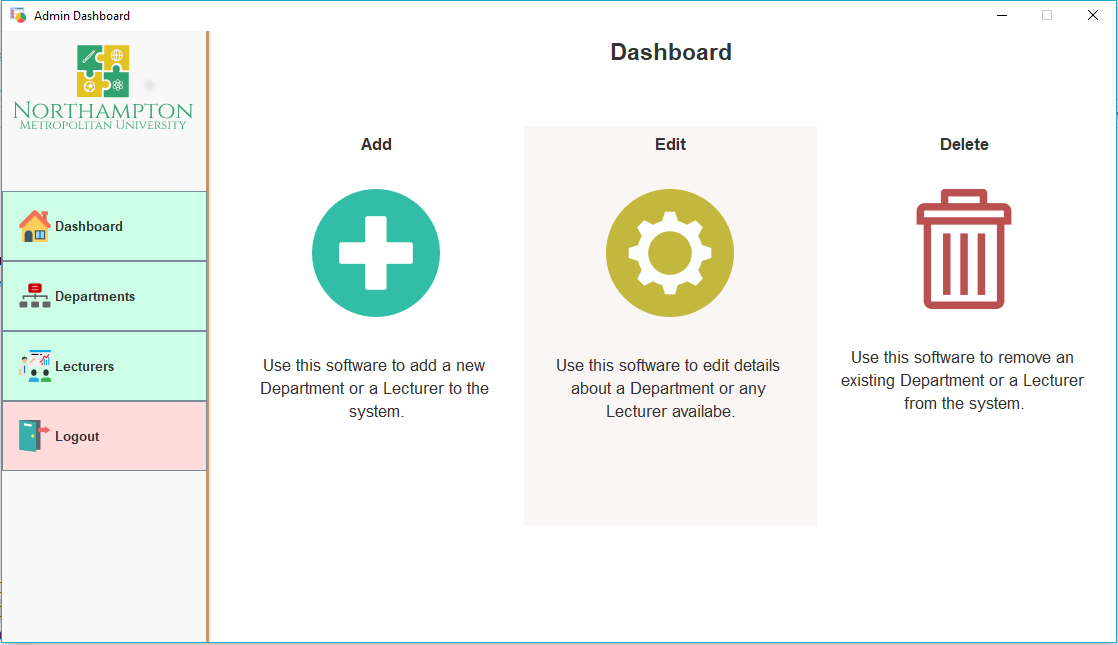 Admin Dashboard
NORTHAMPTON
METROPOLITAN UNIVERSITY
Dashboard
Departments
Lecturers
Logout
Dashboard
Add
Use this software to add a new
Department or a Lecturer to the
system.
Edit
Use this software to edit details
about a Department or any
Lecturer availabe.
Delete
Use this software to remove an
existing Department or a Lecturer
from the system.